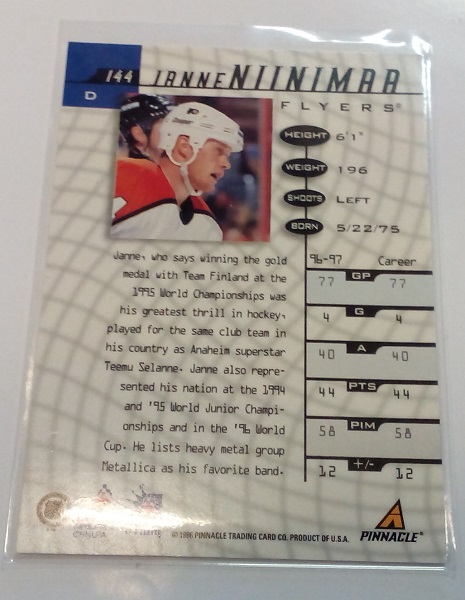 144 JANNE NIINIMAA
D
FLYERS®
HEIGHT 6'1"
WEIGHT 196
SHOOTS LEFT
BORN 5/22/75
Janne, who says winning the gold
medal with Team Finland at the
1995 World Championships was
his greatest thrill in hockey,
played for the same club team in
his country as Anaheim superstar
Teemu Selanne. Janne also repre-
sented his nation at the 1994
and '95 World Junior Champi-
onships and in the '96 World
Cup. He lists heavy metal group
Metallica as his favorite band.
96-97 Career
77 GP 77
4 G 4
40 A 40
44 PTS 44
58 PIM 58
12 +/- 12
© 1996 PINNACLE TRADING CARD CO. PRODUCT OF U.S.A.
PINNACLE®